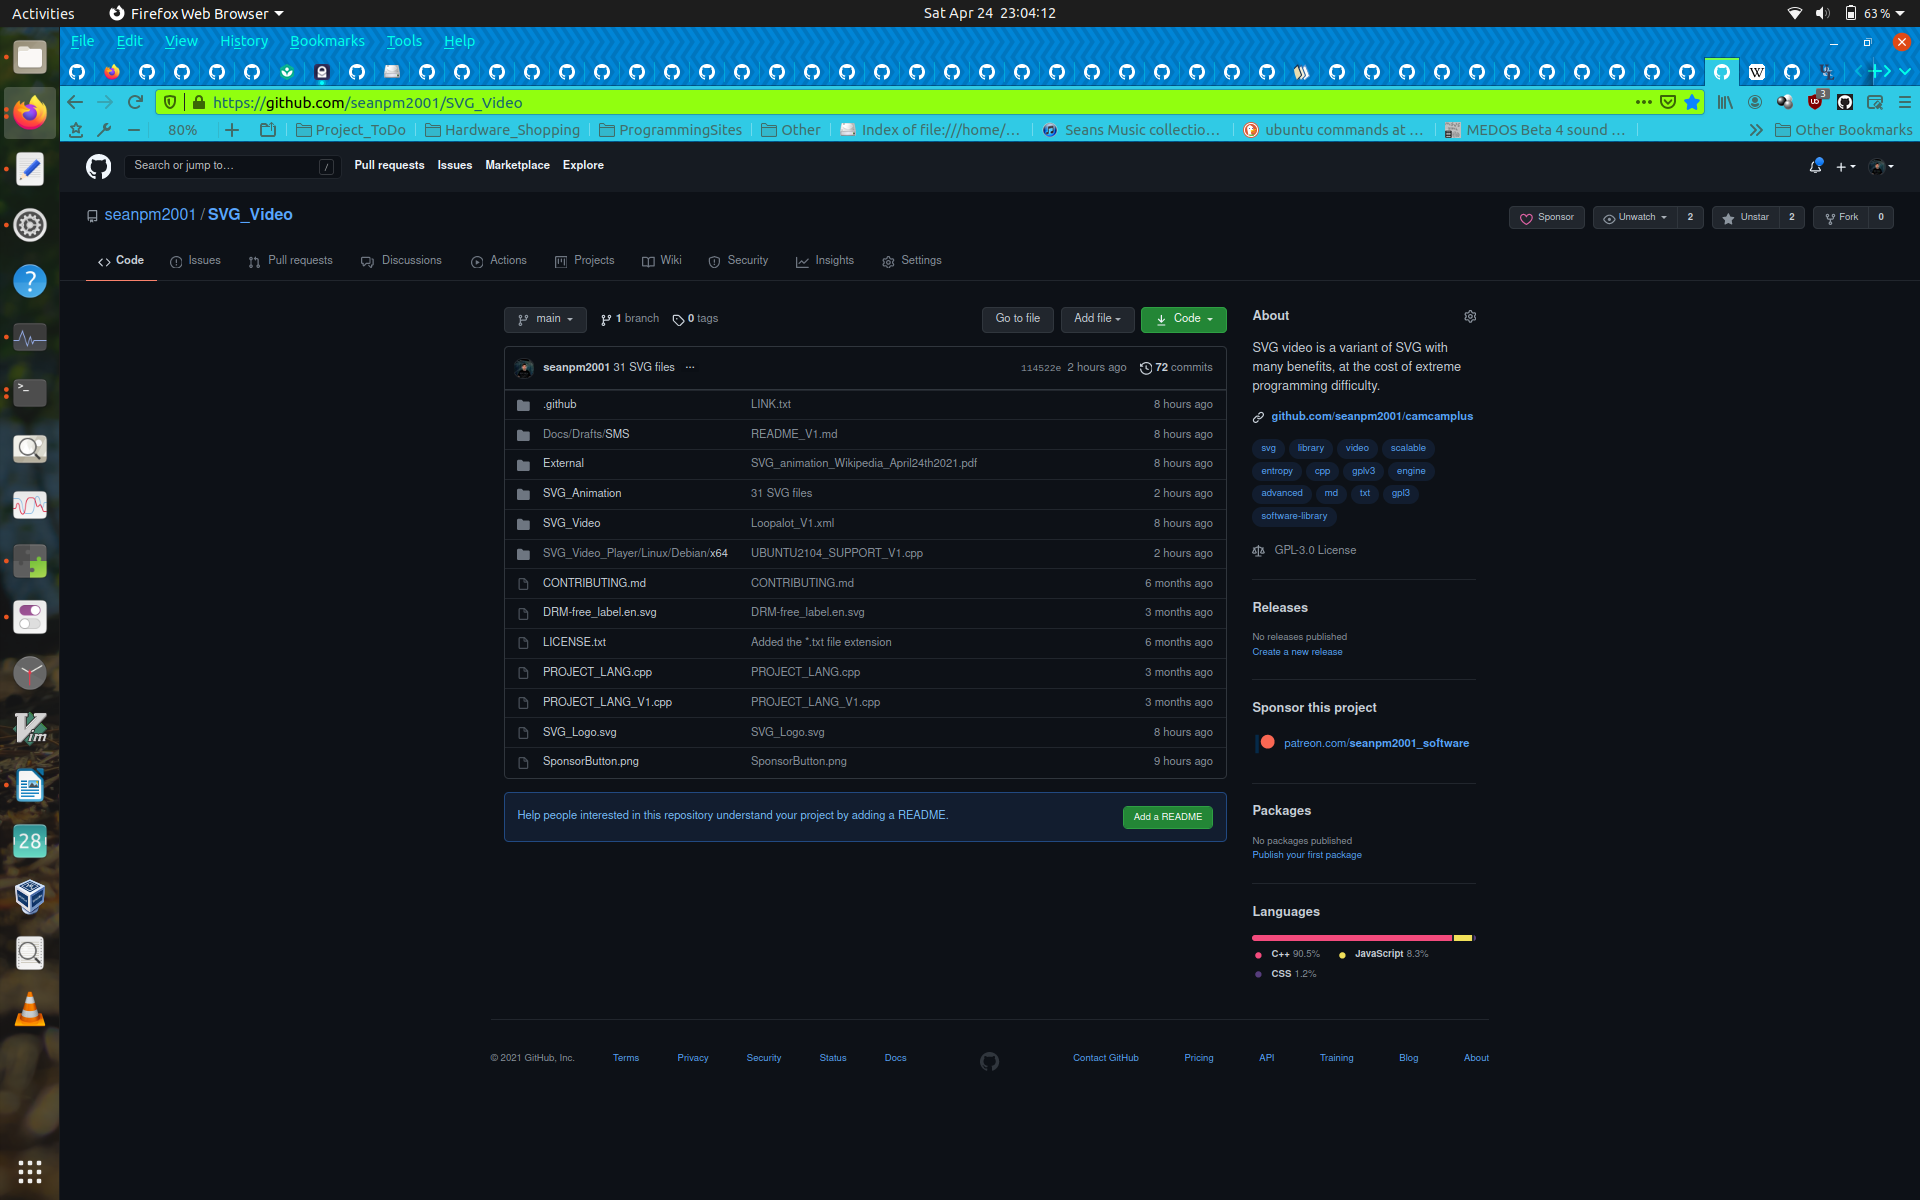 Activities Firefox Web Browser Sat Apr 24 23:04:12 63 %
File Edit View History Bookmarks Tools Help
https://github.com/seanpm2001/SVG_Video 3
80% Project_ToDo Hardware_Shopping ProgrammingSites Other Index of file:///home/... Seans Music collectio... ubuntu commands at ... MEDOS Beta 4 sound ... Other Bookmarks
Search or jump to... / Pull requests Issues Marketplace Explore
seanpm2001 / SVG_Video Sponsor Unwatch 2 Unstar 2 Fork 0
Code Issues Pull requests Discussions Actions Projects Wiki Security Insights Settings
main 1 branch 0 tags Go to file Add file Code
seanpm2001 31 SVG files ... 114522e 2 hours ago 72 commits
.github LINK.txt 8 hours ago
Docs/Drafts/SMS README_V1.md 8 hours ago
External SVG_animation_Wikipedia_April24th2021.pdf 8 hours ago
SVG_Animation 31 SVG files 2 hours ago
SVG_Video Loopalot_V1.xml 8 hours ago
SVG_Video_Player/Linux/Debian/x64 UBUNTU2104_SUPPORT_V1.cpp 2 hours ago
CONTRIBUTING.md CONTRIBUTING.md 6 months ago
DRM-free_label.en.svg DRM-free_label.en.svg 3 months ago
LICENSE.txt Added the *.txt file extension 6 months ago
PROJECT_LANG.cpp PROJECT_LANG.cpp 3 months ago
PROJECT_LANG_V1.cpp PROJECT_LANG_V1.cpp 3 months ago
SVG_Logo.svg SVG_Logo.svg 8 hours ago
SponsorButton.png SponsorButton.png 9 hours ago
Help people interested in this repository understand your project by adding a README. Add a README
About
SVG video is a variant of SVG with
many benefits, at the cost of extreme
programming difficulty.
github.com/seanpm2001/camcamplus
svg library video scalable
entropy cpp gplv3 engine
advanced md txt gpl3
software-library
GPL-3.0 License
Releases
No releases published
Create a new release
Sponsor this project
patreon.com/seanpm2001_software
Packages
No packages published
Publish your first package
Languages
C++ 90.5% JavaScript 8.3%
CSS 1.2%
© 2021 GitHub, Inc. Terms Privacy Security Status Docs Contact GitHub Pricing API Training Blog About
W
?
>_
Vim
28